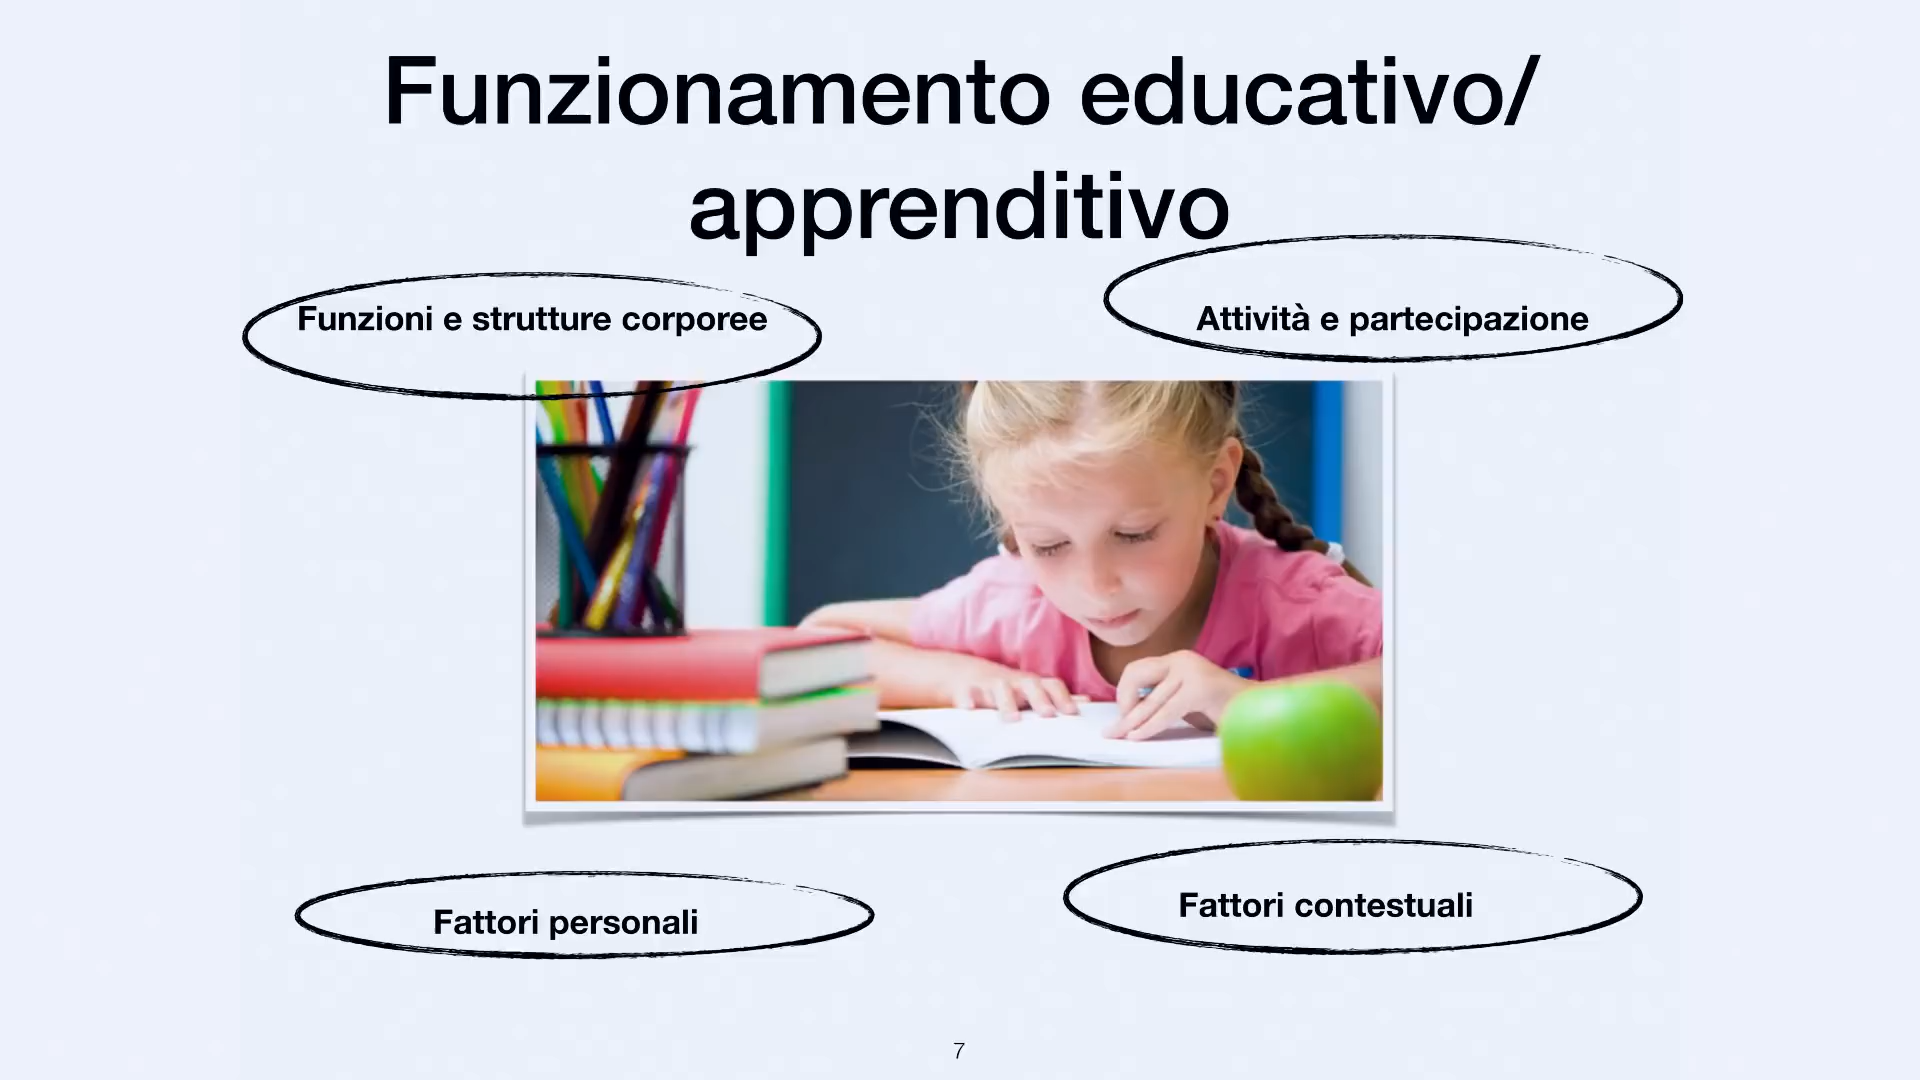 Funzionamento educativo/
apprenditivo
Funzioni e strutture corporee
Attività e partecipazione
Fattori personali
Fattori contestuali
7